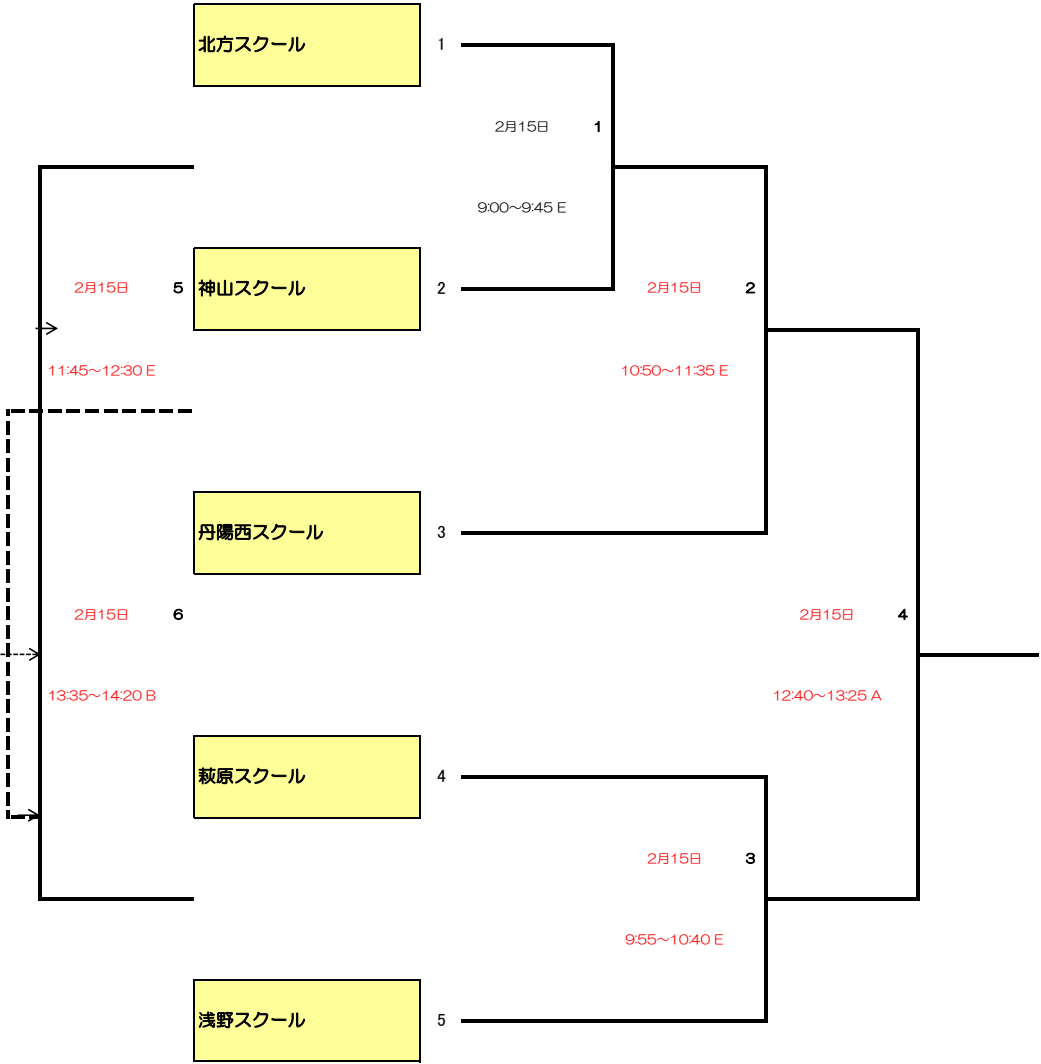 北方スクール 1
2月15日 1
9:00～9:45 E
2月15日 5 神山スクール 2 2月15日 2
11:45～12:30 E 10:50～11:35 E
丹陽西スクール 3
2月15日 6 2月15日 4
13:35～14:20 B 12:40～13:25 A
萩原スクール 4
2月15日 3
9:55～10:40 E
浅野スクール 5